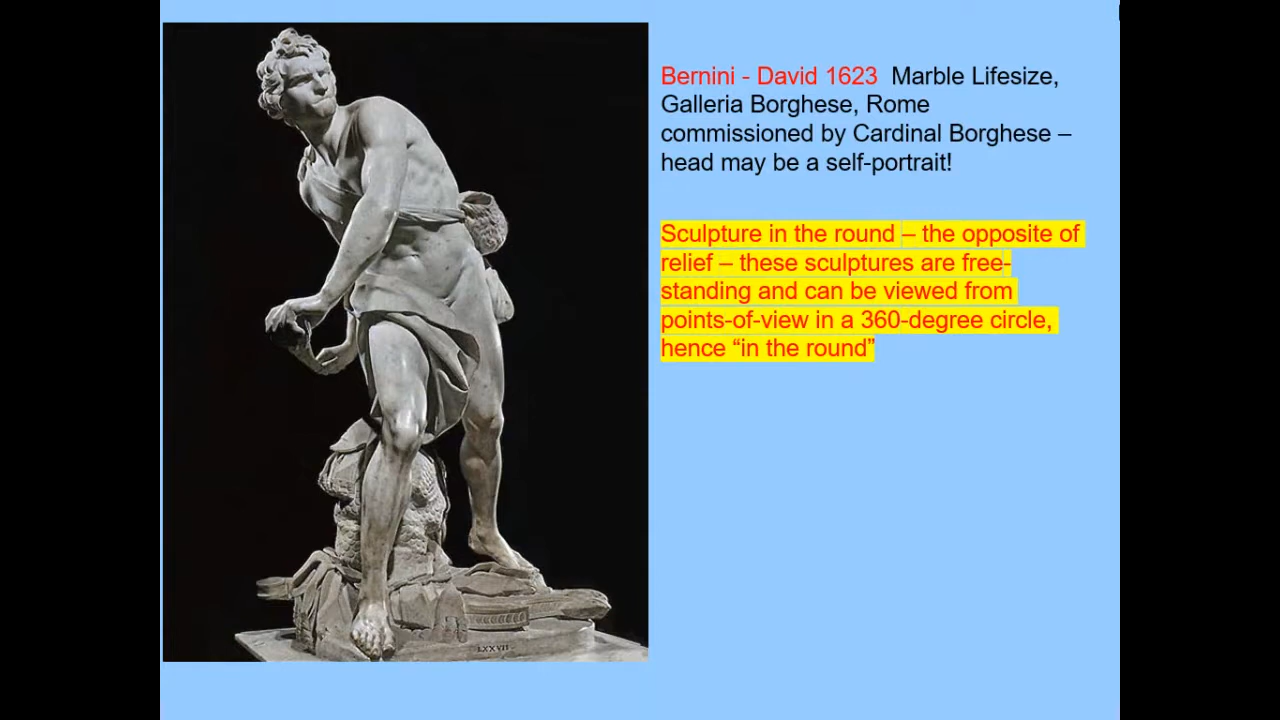 Bernini - David 1623  Marble Lifesize,
Galleria Borghese, Rome
commissioned by Cardinal Borghese –
head may be a self-portrait!
Sculpture in the round – the opposite of
relief – these sculptures are free-
standing and can be viewed from
points-of-view in a 360-degree circle,
hence “in the round”
LXXVII